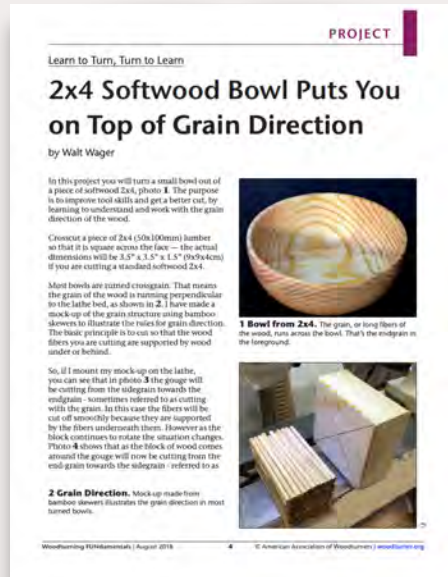 PROJECT
Learn to Turn, Turn to Learn
2x4 Softwood Bowl Puts You
on Top of Grain Direction
by Walt Wager
In this project you will turn a small bowl out of
a piece of softwood 2x4, photo 1. The purpose
is to improve tool skills and get a better cut, by
learning to understand and work with the grain
direction of the wood.
Crosscut a piece of 2x4 (50x100mm) lumber
so that it is square across the face — the actual
dimensions will be 3.5" x 3.5" x 1.5" (9x9x4cm)
if you are cutting a standard softwood 2x4.
Most bowls are turned crossgrain. That means
the grain of the wood is running perpendicular
to the lathe bed, as shown in 2. I have made a
mock-up of the grain structure using bamboo
skewers to illustrate the rules for grain direction.
The basic principle is to cut so that the wood
fibers you are cutting are supported by wood
under or behind.
So, if I mount my mock-up on the lathe,
you can see that in photo 3 the gouge will
be cutting from the sidegrain towards the
endgrain - sometimes referred to as cutting
with the grain. In this case the fibers will be
cut off smoothly because they are supported
by the fibers underneath them. However as the
block continues to rotate the situation changes.
Photo 4 shows that as the block of wood comes
around the gouge will now be cutting from the
end-grain towards the sidegrain - referred to as
2 Grain Direction. Mock-up made from
bamboo skewers illustrates the grain direction in most
turned bowls.
1 Bowl from 2x4. The grain, or long fibers of
the wood, runs across the bowl. That's the endgrain in
the foreground.
Woodturning FUNdamentals | August 2016 4 © American Association of Woodturners | woodturner.org